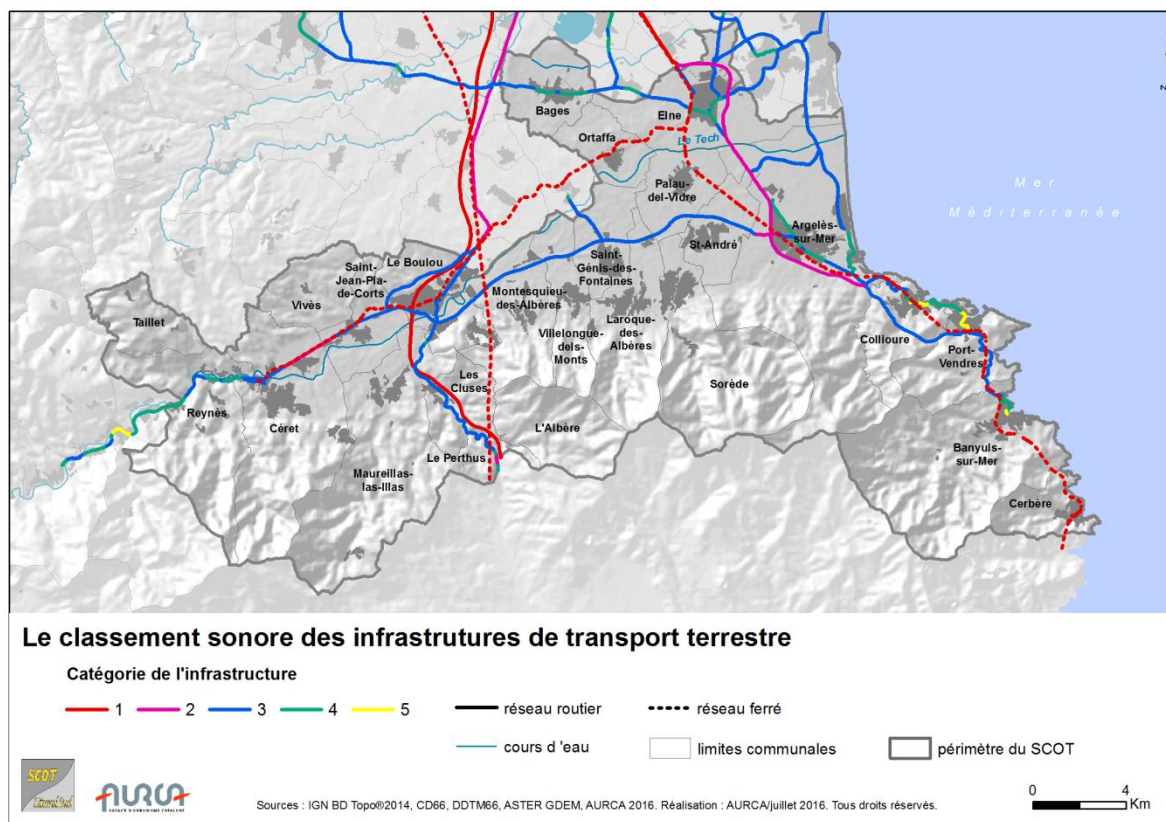 z
Bages
Elne
Ortaffa
Le Tech
Mer
Méditerranée
Palau-
del-Vidre
Argelès-
sur-Mer
St-André
Le Boulou
Saint-
Jean-Pla-
de-Corts
Saint-
Génis-des-
Fontaines
Montesquieu
des-Albères
Vivès
Taillet
Laroque-
des-
Albères
Villelongue-
dels-
Monts
Collioure
Port-
Vendres
Les
Cluses
Sorède
Reynès
Céret
L'Albère
Banyuls-
sur-Mer
Le Perthus
Maureillas-
las-Illas
Cerbère
Le classement sonore des infrastrutures de transport terrestre
Catégorie de l'infrastructure
1 2 3 4 5 réseau routier réseau ferré
cours d 'eau limites communales périmètre du SCOT
SCOT
Littoral Sud
AURCA
AGENCE D'URBANISME CATALANE
Sources : IGN BD Topo®2014, CD66, DDTM66, ASTER GDEM, AURCA 2016. Réalisation : AURCA/juillet 2016. Tous droits réservés.
0 4
Km